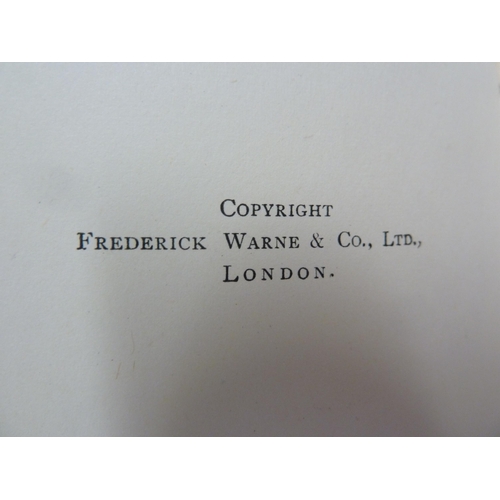 COPYRIGHT
FREDERICK WARNE & CO., LTD.,
LONDON.